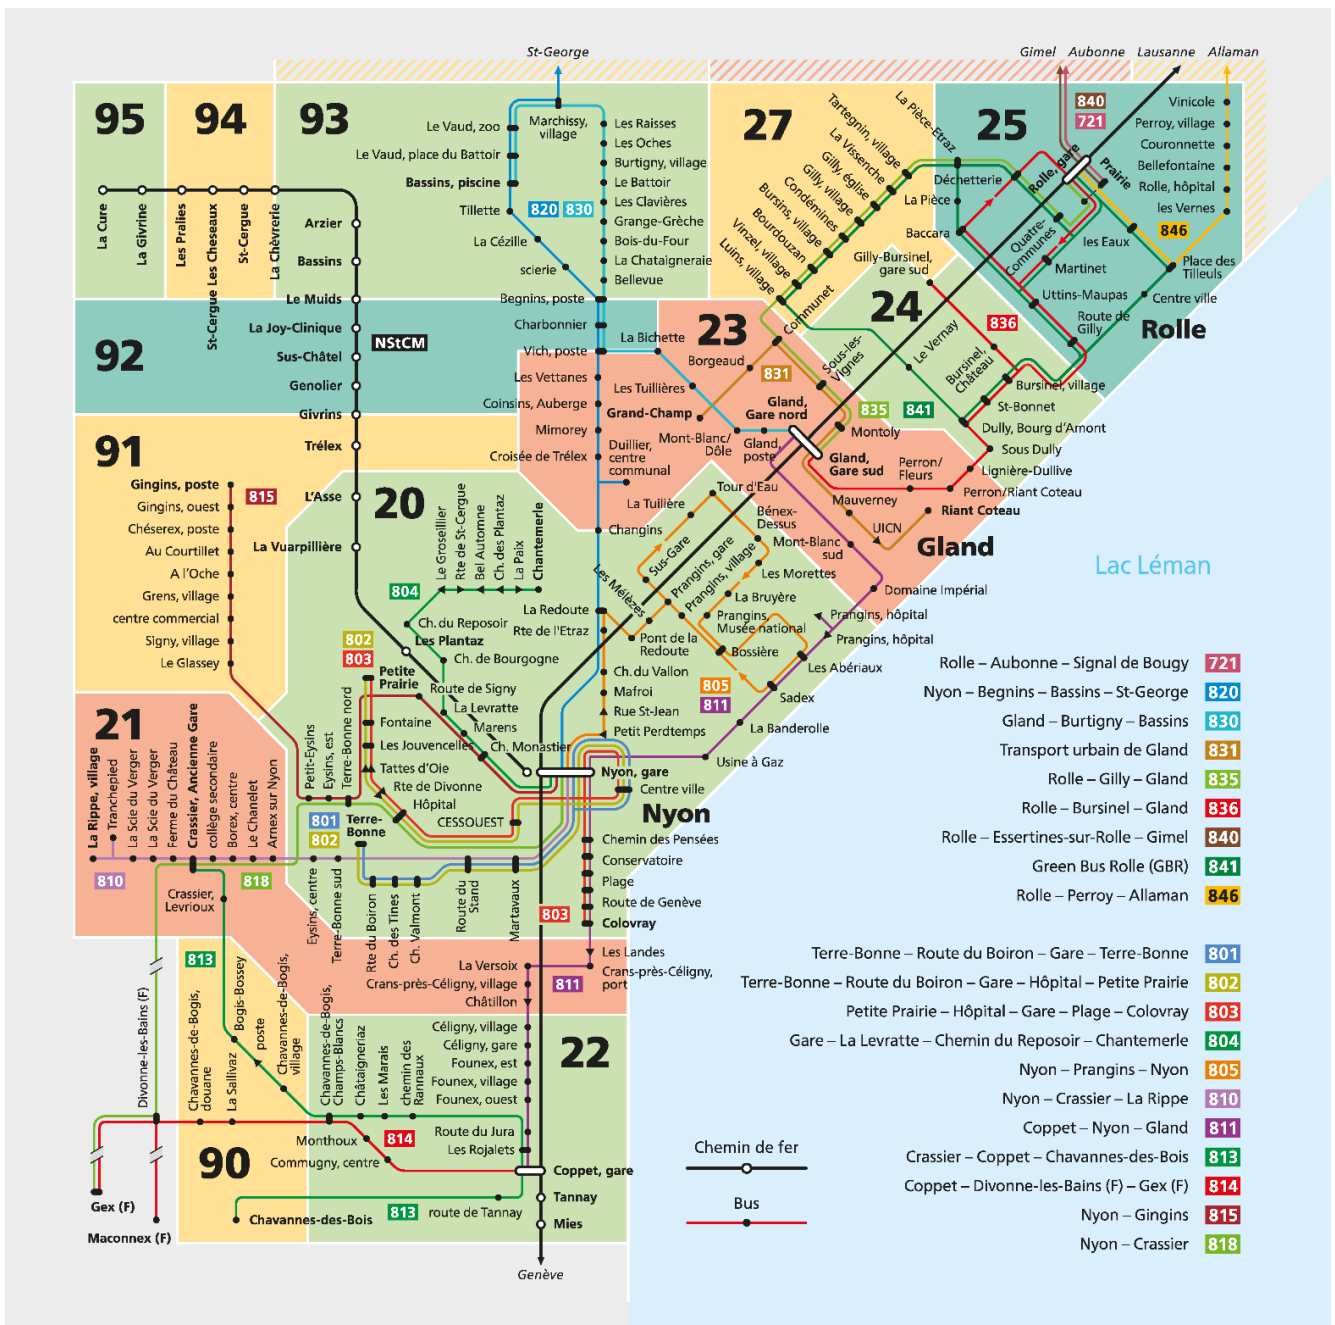 St-George
Gimel
Aubonne
Lausanne
Allaman
95
94
93
27
25
840
721
Le Vaud, zoo
Le Vaud, place du Battoir
Bassins, piscine
Tillette
La Cézille
scierie
Begnins, poste
Charbonnier
Vich, poste
Les Vettanes
Coinsins, Auberge
Mimorey
Croisée de Trélex
Marchissy,
village
820
830
Les Raisses
Les Oches
Burtigny, village
Le Battoir
Les Clavières
Grange-Grèche
Bois-du-Four
La Chataigneraie
Bellevue
La Bichette
Les Tuillières
Duillier,
centre
communal
Changins
La Cure
La Givrine
Les Pralies
St-Cergue Les Cheseaux
St-Cergue
La Chèvrerie
Arzier
Bassins
Le Muids
La Joy-Clinique
Sus-Châtel
Genolier
Givrins
Trélex
L'Asse
La Vuarpillière
NStCM
92
91
20
21
22
23
24
90
La Pièce-Etraz
Tartegnin, village
La Vissenche
Gilly, église
Gilly, village
Condémines
Bursins, village
Bourdouzan
Vinzel, village
Luins, village
Communet
Déchetterie
La Pièce
Baccara
Rolle, gare
Prairie
Quatre-
Communes
les Eaux
Martinet
Uttins-Maupas
Route de
Gilly
Centre ville
Place des
Tilleuls
Rolle
846
Vinicole
Perroy, village
Couronnette
Bellefontaine
Rolle, hôpital
les Vernes
Gilly-Bursinel,
gare sud
836
Le Vernay
Bursinel,
Château
Bursinel, village
St-Bonnet
Dully, Bourg d'Amont
Sous Dully
Lignière-Dullive
Perron/Riant Coteau
Perron/
Fleurs
Borgeaud
831
Sous-les-
Vignes
Grand-Champ
Gland,
Gare nord
835
841
Mont-Blanc/
Dôle
Gland,
poste
Montoly
Gland,
Gare sud
Mauverney
UICN
Riant Coteau
Gland
Mont-Blanc
sud
Domaine Impérial
Lac Léman
Gingins, poste
Gingins, ouest
Chéserex, poste
Au Courtillet
A l'Oche
Grens, village
centre commercial
Signy, village
Le Glassey
815
Le Groseillier
Rte de St-Cergue
Bel Automne
Ch. des Plantaz
La Paix
Chantemerle
804
Ch. du Reposoir
Les Plantaz
Ch. de Bourgogne
802
803
Petite
Prairie
Route de Signy
La Levratte
Marens
Ch. Monastier
Fontaine
Les Jouvencelles
Tattes d'Oie
Rte de Divonne
Hôpital
CESSOUEST
Tour d'Eau
La Tuilière
Bénex-
Dessus
Sus-Gare
Prangins, gare
Prangins, village
Les Morettes
La Bruyère
Prangins,
Musée national
Les Mélèzes
La Redoute
Rte de l'Etraz
Pont de la
Redoute
Bossière
Prangins, hôpital
Prangins, hôpital
Les Abériaux
Sadex
La Banderolle
Usine à Gaz
805
811
Ch. du Vallon
Mafroi
Rue St-Jean
Petit Perdtemps
Nyon, gare
Centre ville
Nyon
Petit-Eysins
Eysins, est
Terre-Bonne nord
801
802
Terre-
Bonne
La Rippe, village
Tranchepied
La Scie du Verger
La Scie du Verger
Ferme du Château
Crassier, Ancienne Gare
collège secondaire
Borex, centre
Le Chanelet
Arnex sur Nyon
810
818
Crassier,
Levrioux
Eysins, centre
Terre-Bonne sud
Rte du Boiron
Ch. des Tines
Ch. Valmont
Route du
Stand
Martavaux
803
Chemin des Pensées
Conservatoire
Plage
Route de Genève
Colovray
Les Landes
Crans-près-Céligny,
port
La Versoix
Crans-près-Céligny, village
Châtillon
811
Céligny, village
Céligny, gare
Founex, est
Founex, village
Founex, ouest
Route du Jura
Les Rojalets
Coppet, gare
Tannay
Mies
Genève
813
Divonne-les-Bains (F)
Chavannes-de-Bogis,
douane
La Sallivaz
Bogis-Bossey
poste
Chavannes-de-Bogis,
village
Chavannes-de-Bogis,
Champs-Blancs
Châtaigneriaz
Les Marais
chemin des
Rannaux
Monthoux
814
Commugny, centre
813
route de Tannay
Chavannes-des-Bois
Gex (F)
Maconnex (F)
Rolle – Aubonne – Signal de Bougy 721
Nyon – Begnins – Bassins – St-George 820
Gland – Burtigny – Bassins 830
Transport urbain de Gland 831
Rolle – Gilly – Gland 835
Rolle – Bursinel – Gland 836
Rolle – Essertines-sur-Rolle – Gimel 840
Green Bus Rolle (GBR) 841
Rolle – Perroy – Allaman 846
Terre-Bonne – Route du Boiron – Gare – Terre-Bonne 801
Terre-Bonne – Route du Boiron – Gare – Hôpital – Petite Prairie 802
Petite Prairie – Hôpital – Gare – Plage – Colovray 803
Gare – La Levratte – Chemin du Reposoir – Chantemerle 804
Nyon – Prangins – Nyon 805
Nyon – Crassier – La Rippe 810
Coppet – Nyon – Gland 811
Crassier – Coppet – Chavannes-des-Bois 813
Coppet – Divonne-les-Bains (F) – Gex (F) 814
Nyon – Gingins 815
Nyon – Crassier 818
Chemin de fer
Bus